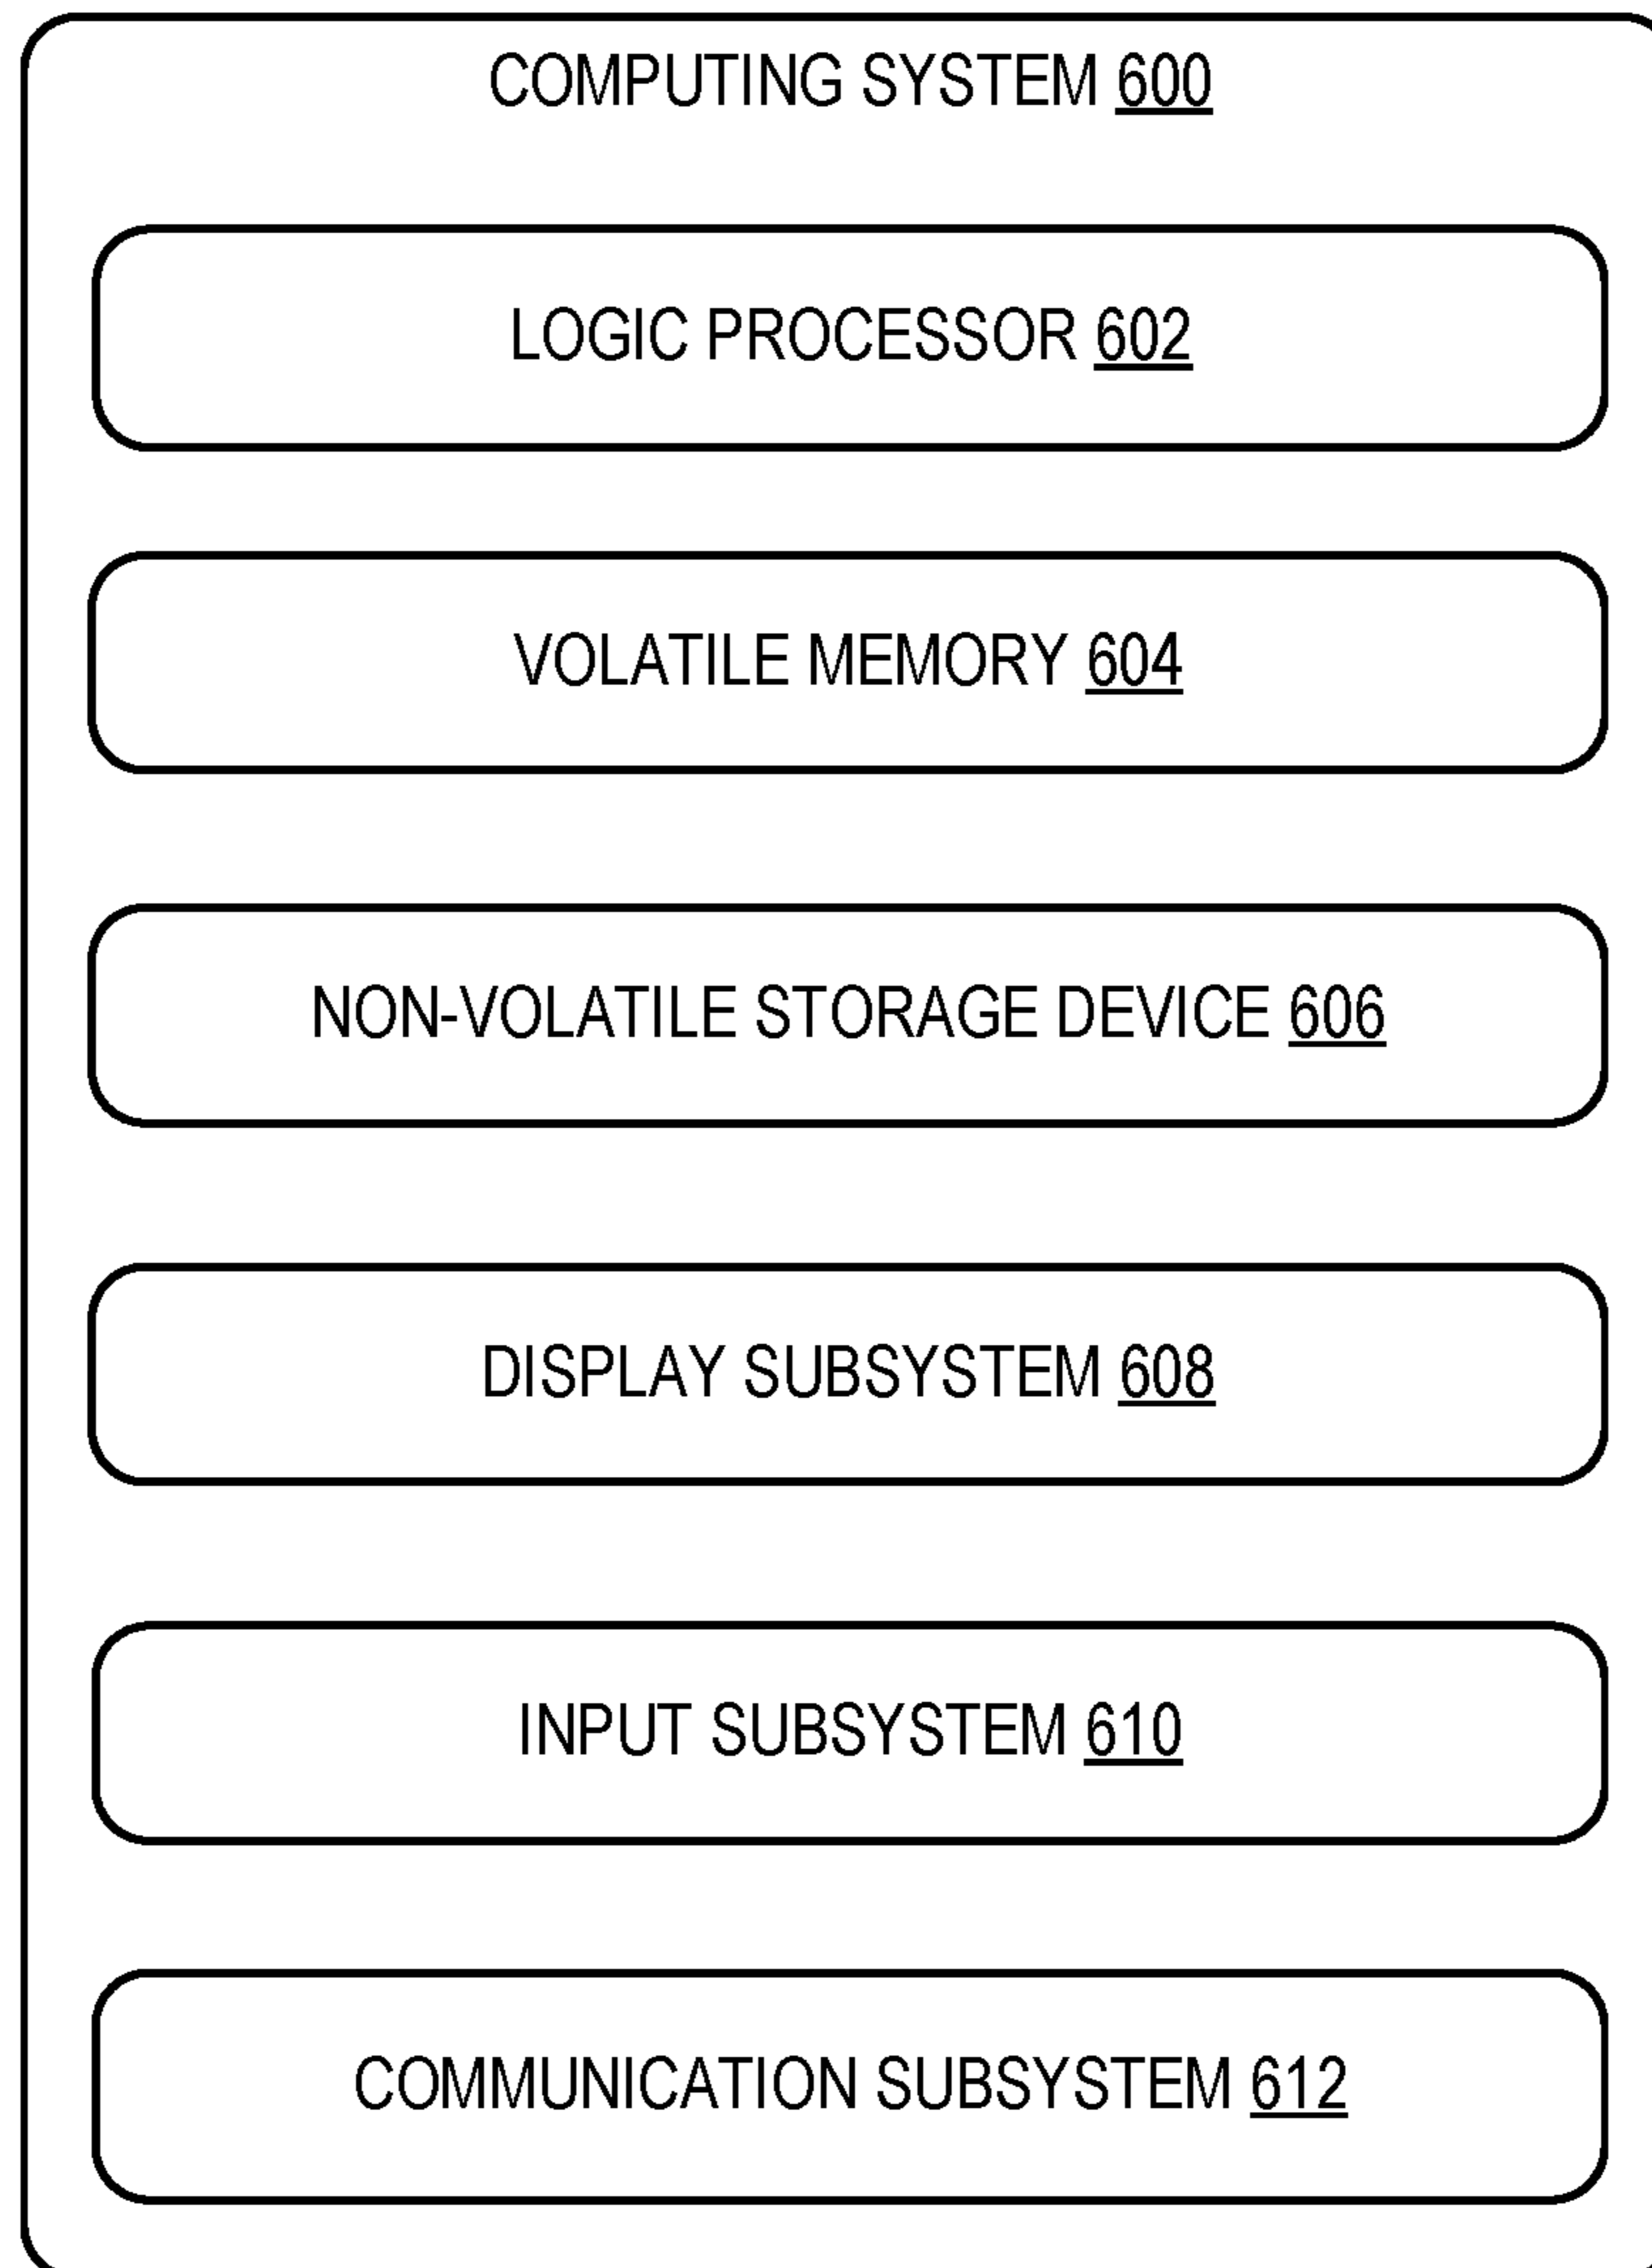 COMPUTING SYSTEM 600
LOGIC PROCESSOR 602
VOLATILE MEMORY 604
NON-VOLATILE STORAGE DEVICE 606
DISPLAY SUBSYSTEM 608
INPUT SUBSYSTEM 610
COMMUNICATION SUBSYSTEM 612